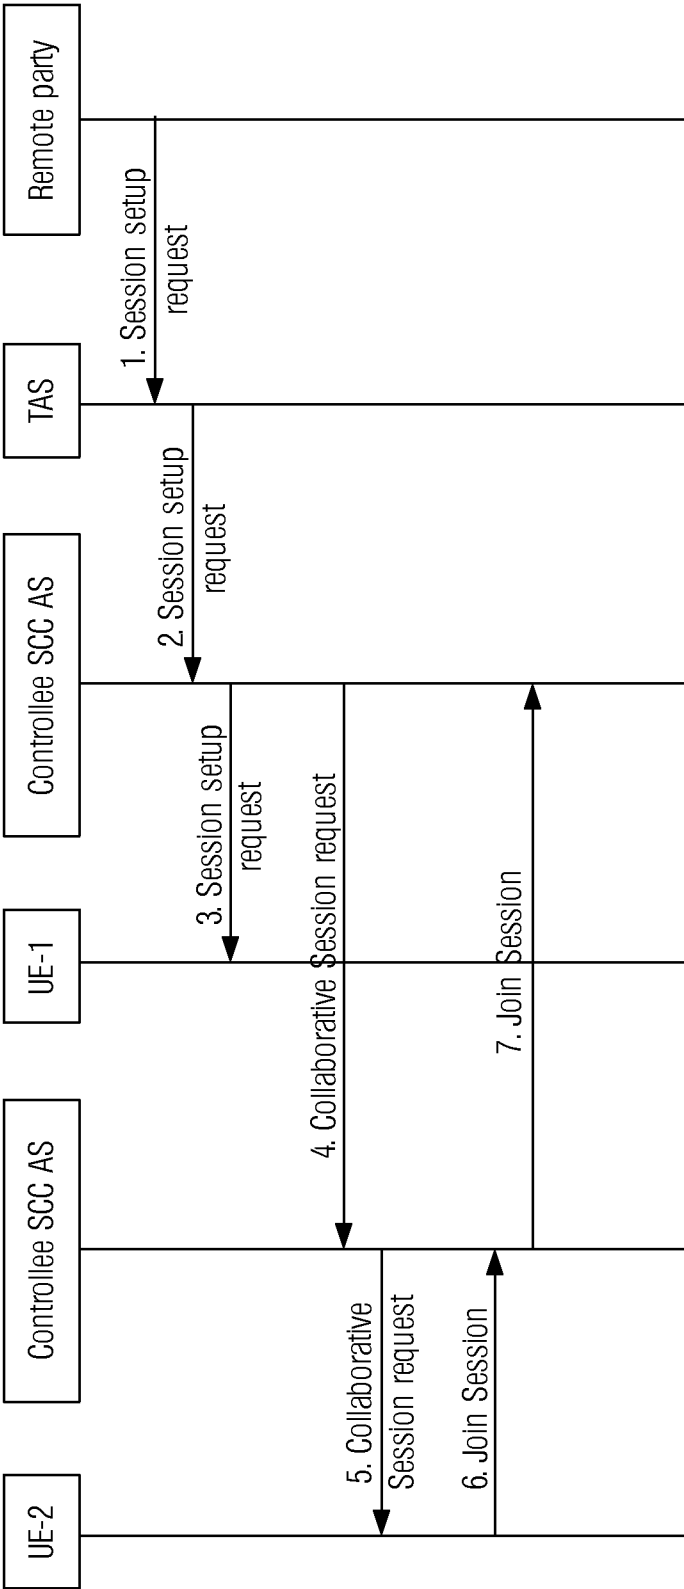 UE-2
Controllee SCC AS
UE-1
Controllee SCC AS
TAS
Remote party
1. Session setup
request
2. Session setup
request
3. Session setup
request
4. Collaborative Session request
5. Collaborative
Session request
6. Join Session
7. Join Session